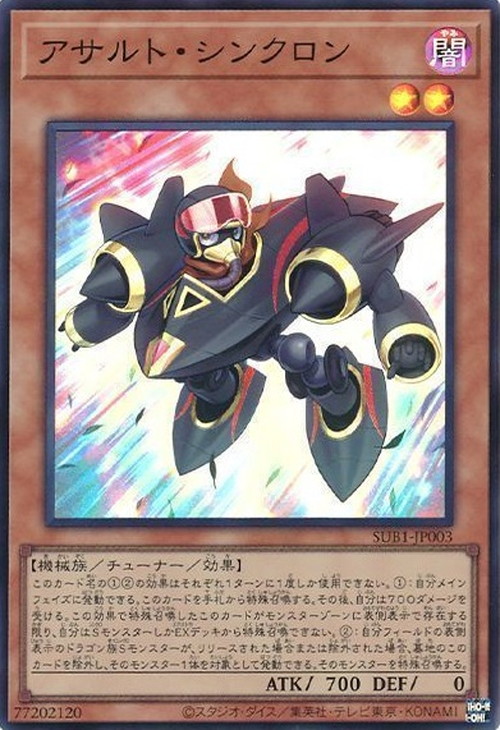 アサルト・シンクロン
闇
SUB1-JP003
【機械族／チューナー／効果】
このカード名の①②の効果はそれぞれ１ターンに１度しか使用できない。①：自分メイン
フェイズに発動できる。このカードを手札から特殊召喚する。その後、自分は７００ダメージを
受ける。この効果で特殊召喚したこのカードがモンスターゾーンに表側表示で存在する
限り、自分はSモンスターしかEXデッキから特殊召喚できない。②：自分フィールドの表側
表示のドラゴン族Sモンスターが、リリースされた場合または除外された場合、墓地のこの
カードを除外し、そのモンスター１体を対象として発動できる。そのモンスターを特殊召喚する。
ATK/ 700 DEF/ 0
77202120
©スタジオ・ダイス／集英社・テレビ東京・KONAMI